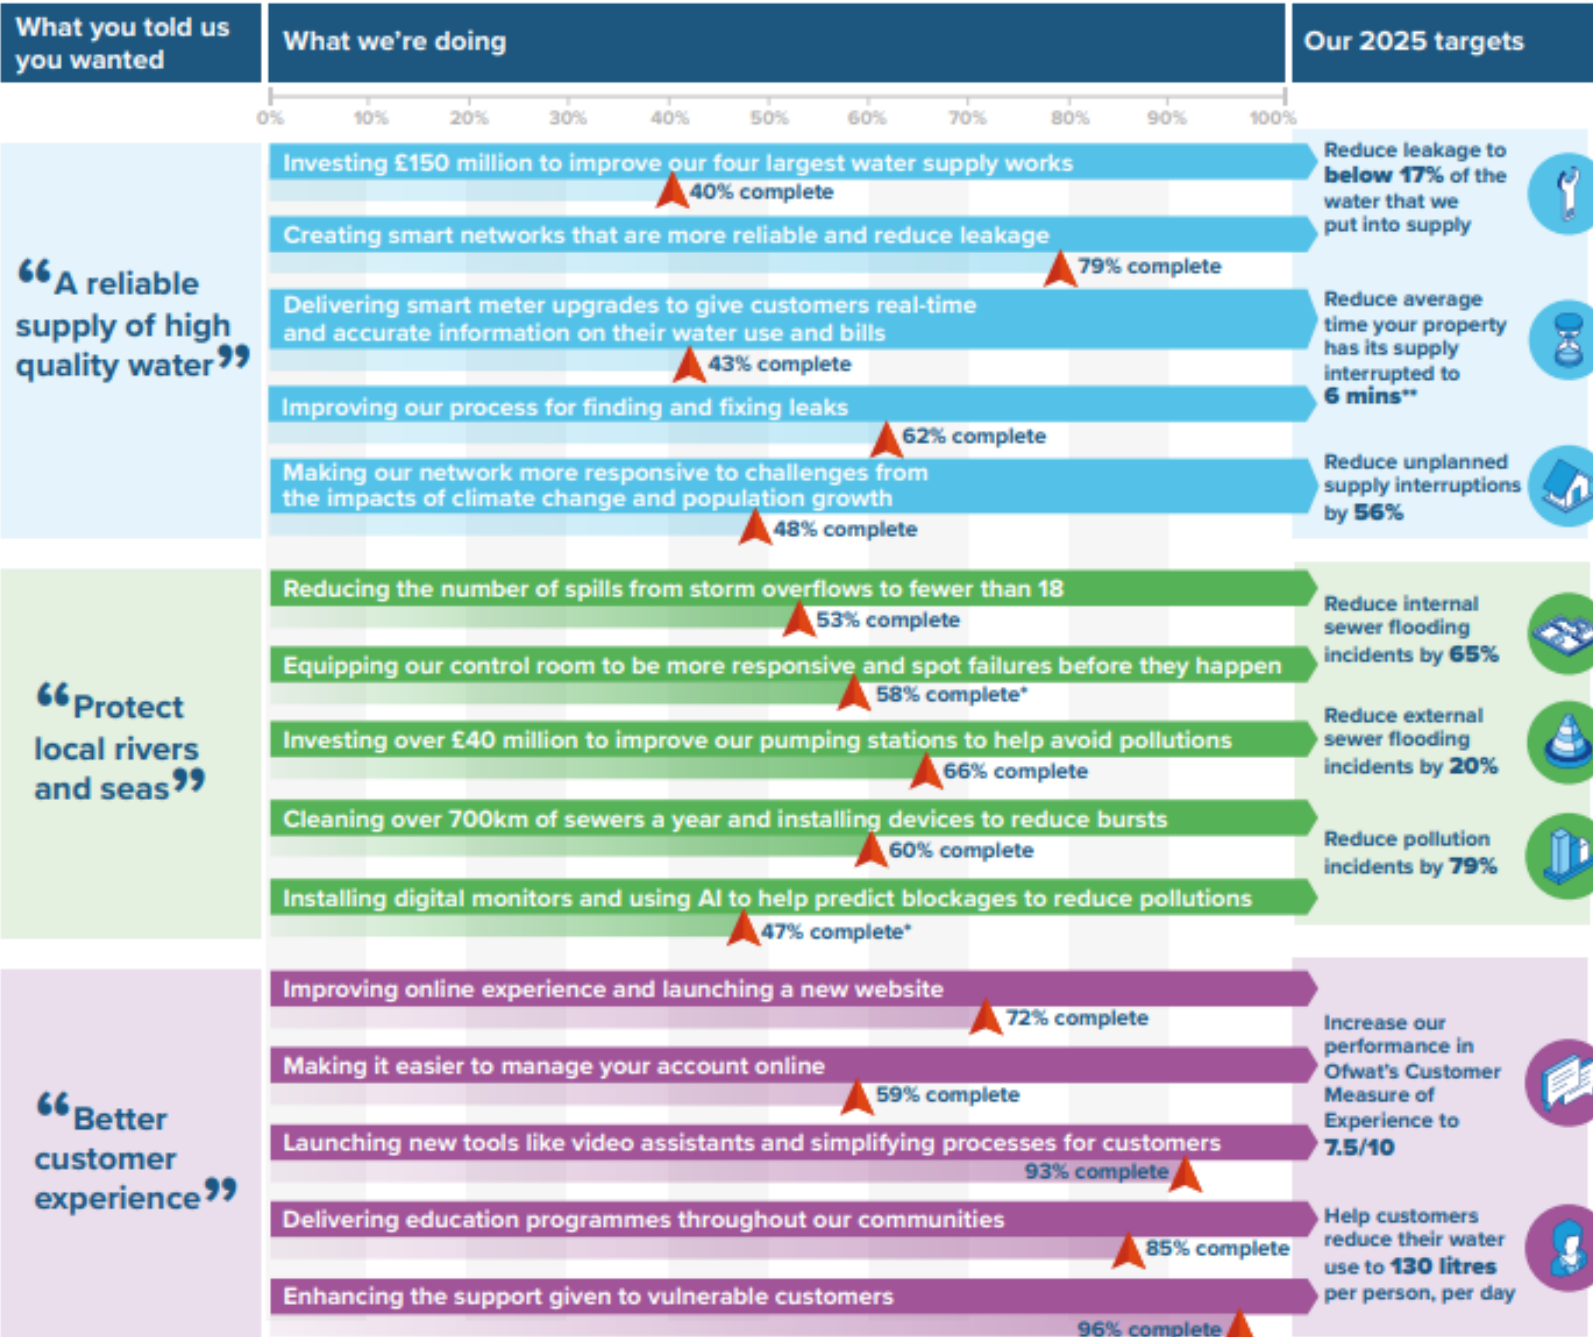 What you told us
you wanted
What we're doing
Our 2025 targets
0% 10% 20% 30% 40% 50% 60% 70% 80% 90% 100%
“A reliable
supply of high
quality water”
Investing £150 million to improve our four largest water supply works
40% complete
Creating smart networks that are more reliable and reduce leakage
79% complete
Delivering smart meter upgrades to give customers real-time
and accurate information on their water use and bills
43% complete
Improving our process for finding and fixing leaks
62% complete
Making our network more responsive to challenges from
the impacts of climate change and population growth
48% complete
Reduce leakage to
below 17% of the
water that we
put into supply
Reduce average
time your property
has its supply
interrupted to
6 mins**
Reduce unplanned
supply interruptions
by 56%
“Protect
local rivers
and seas”
Reducing the number of spills from storm overflows to fewer than 18
53% complete
Equipping our control room to be more responsive and spot failures before they happen
58% complete*
Investing over £40 million to improve our pumping stations to help avoid pollutions
66% complete
Cleaning over 700km of sewers a year and installing devices to reduce bursts
60% complete
Installing digital monitors and using AI to help predict blockages to reduce pollutions
47% complete*
Reduce internal
sewer flooding
incidents by 65%
Reduce external
sewer flooding
incidents by 20%
Reduce pollution
incidents by 79%
“Better
customer
experience”
Improving online experience and launching a new website
72% complete
Making it easier to manage your account online
59% complete
Launching new tools like video assistants and simplifying processes for customers
93% complete
Delivering education programmes throughout our communities
85% complete
Enhancing the support given to vulnerable customers
96% complete
Increase our
performance in
Ofwat's Customer
Measure of
Experience to
7.5/10
Help customers
reduce their water
use to 130 litres
per person, per day